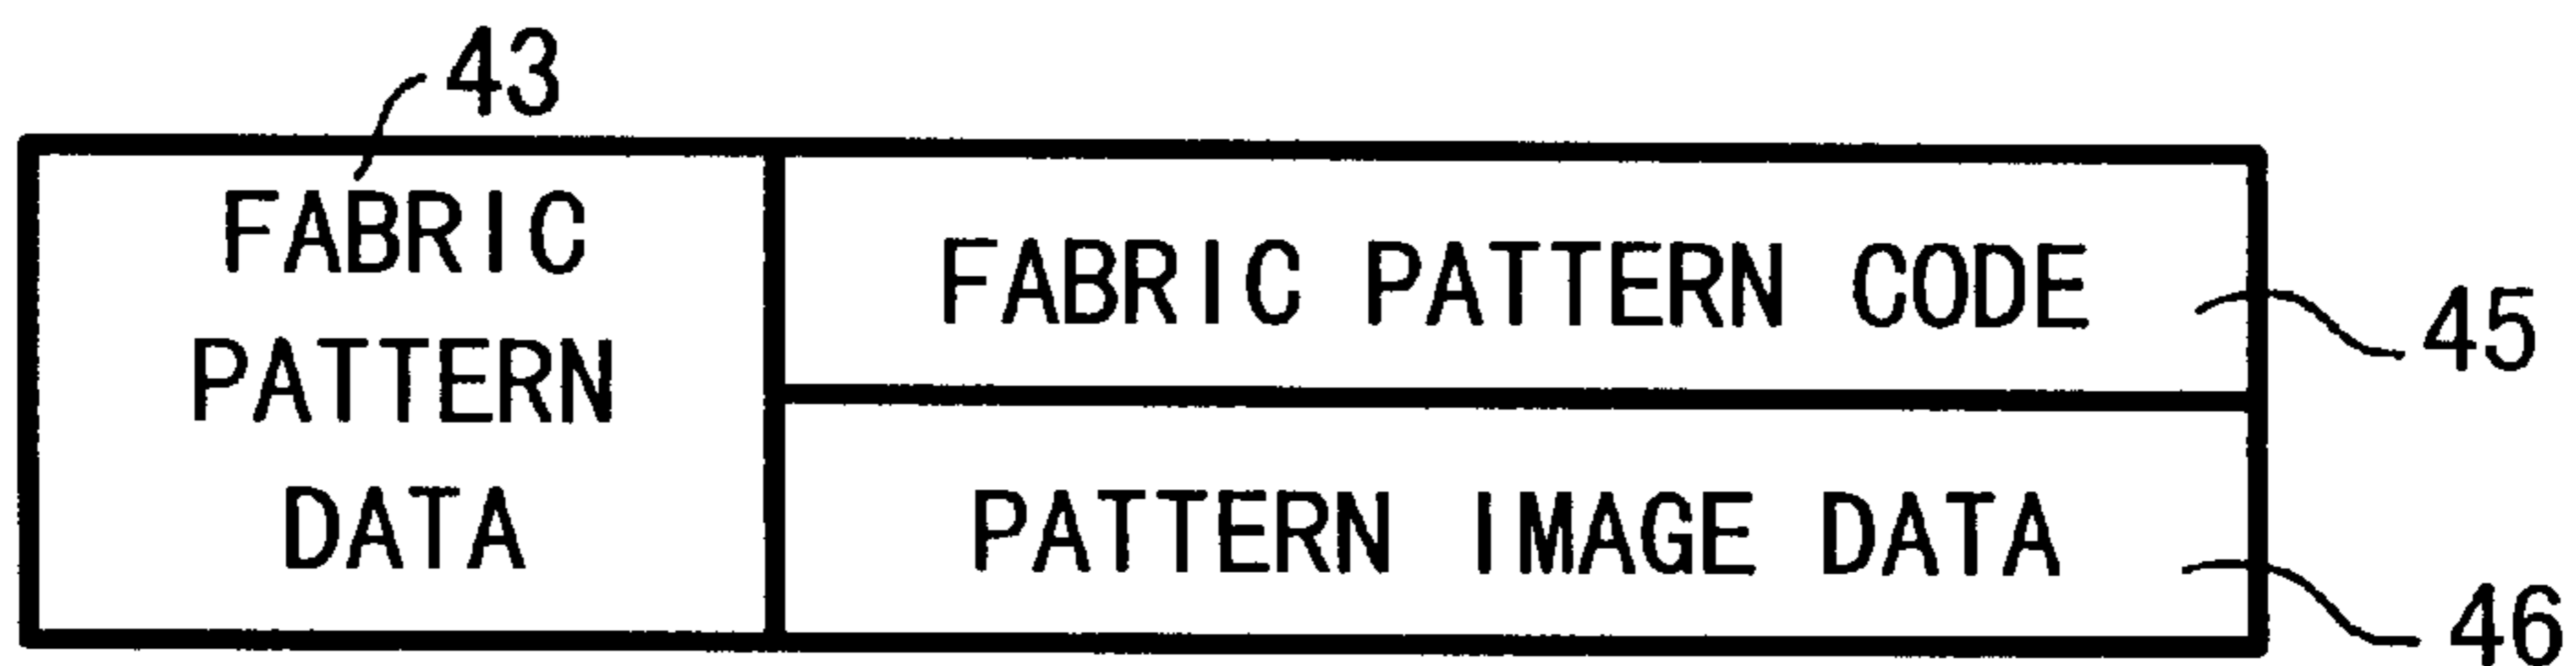 43
FABRIC
PATTERN
DATA
FABRIC PATTERN CODE
45
PATTERN IMAGE DATA
46